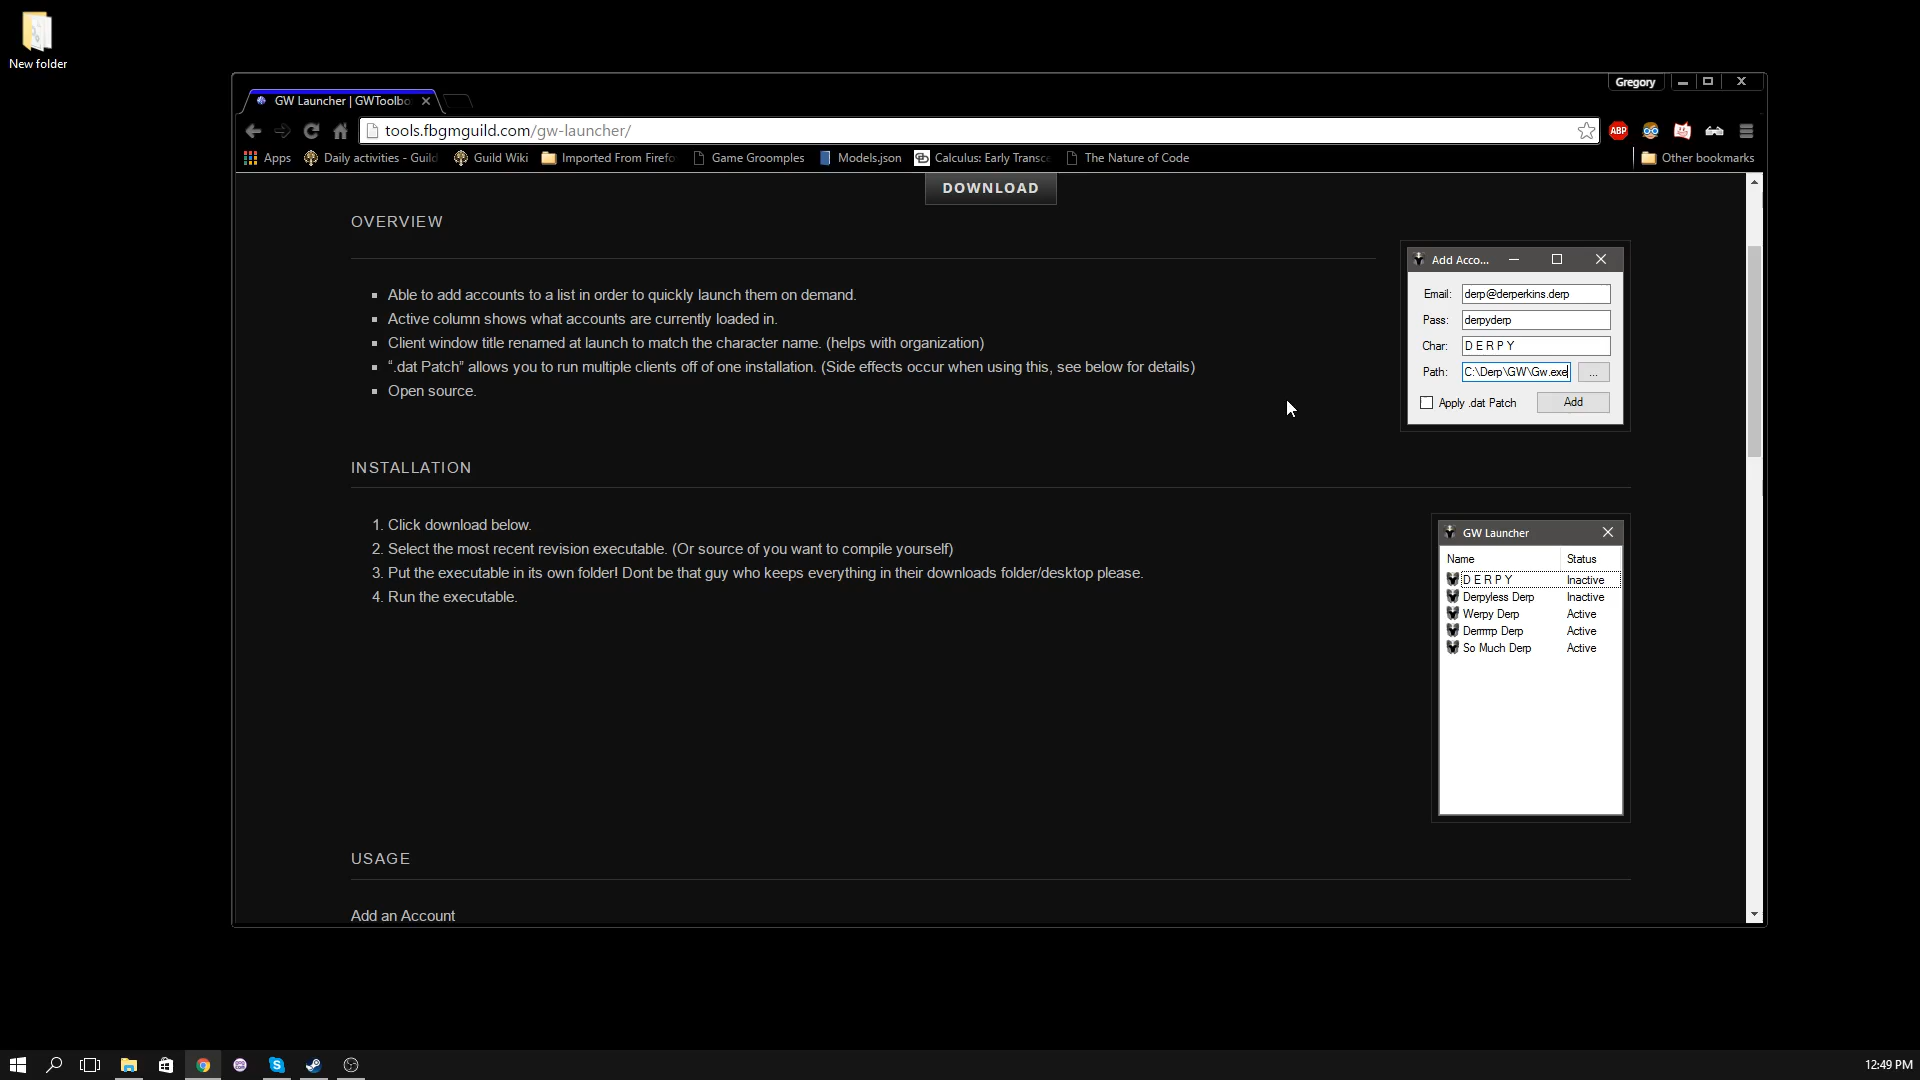 New folder
Gregory
GW Launcher | GWToolbo
tools.fbgmguild.com/gw-launcher/
ABP
Apps
Daily activities - Guild
Guild Wiki
Imported From Firefo
Game Groomples
Models.json
Calculus: Early Transce
The Nature of Code
Other bookmarks
DOWNLOAD
OVERVIEW
Able to add accounts to a list in order to quickly launch them on demand.
Active column shows what accounts are currently loaded in.
Client window title renamed at launch to match the character name. (helps with organization)
“.dat Patch” allows you to run multiple clients off of one installation. (Side effects occur when using this, see below for details)
Open source.
Add Acco...
Email: derp@derperkins.derp
Pass: derpyderp
Char: D E R P Y
Path: C:\Derp\GW\Gw.exe ...
Apply .dat Patch Add
INSTALLATION
1. Click download below.
2. Select the most recent revision executable. (Or source of you want to compile yourself)
3. Put the executable in its own folder! Dont be that guy who keeps everything in their downloads folder/desktop please.
4. Run the executable.
GW Launcher
Name Status
D E R P Y Inactive
Derpyless Derp Inactive
Werpy Derp Active
Derrrrrp Derp Active
So Much Derp Active
USAGE
Add an Account
12:49 PM